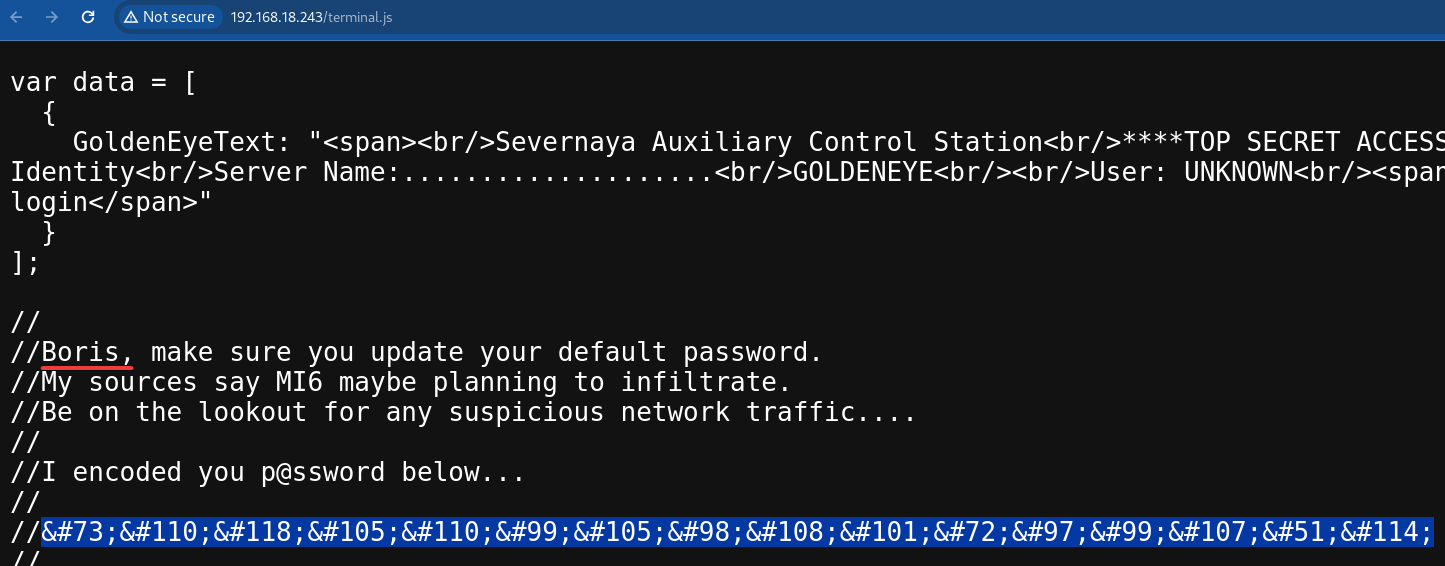 Not secure 192.168.18.243/terminal.js
var data = [
{
GoldenEyeText: "<span><br/>Severnaya Auxiliary Control Station<br/>****TOP SECRET ACCESS
Identity<br/>Server Name:....................<br/>GOLDENEYE<br/><br/>User: UNKNOWN<br/><span
login</span>"
}
];
//
//Boris, make sure you update your default password.
//My sources say MI6 maybe planning to infiltrate.
//Be on the lookout for any suspicious network traffic....
//
//I encoded you p@ssword below...
//
//&#73;&#110;&#118;&#105;&#110;&#99;&#105;&#98;&#108;&#101;&#72;&#97;&#99;&#107;&#51;&#114;
//